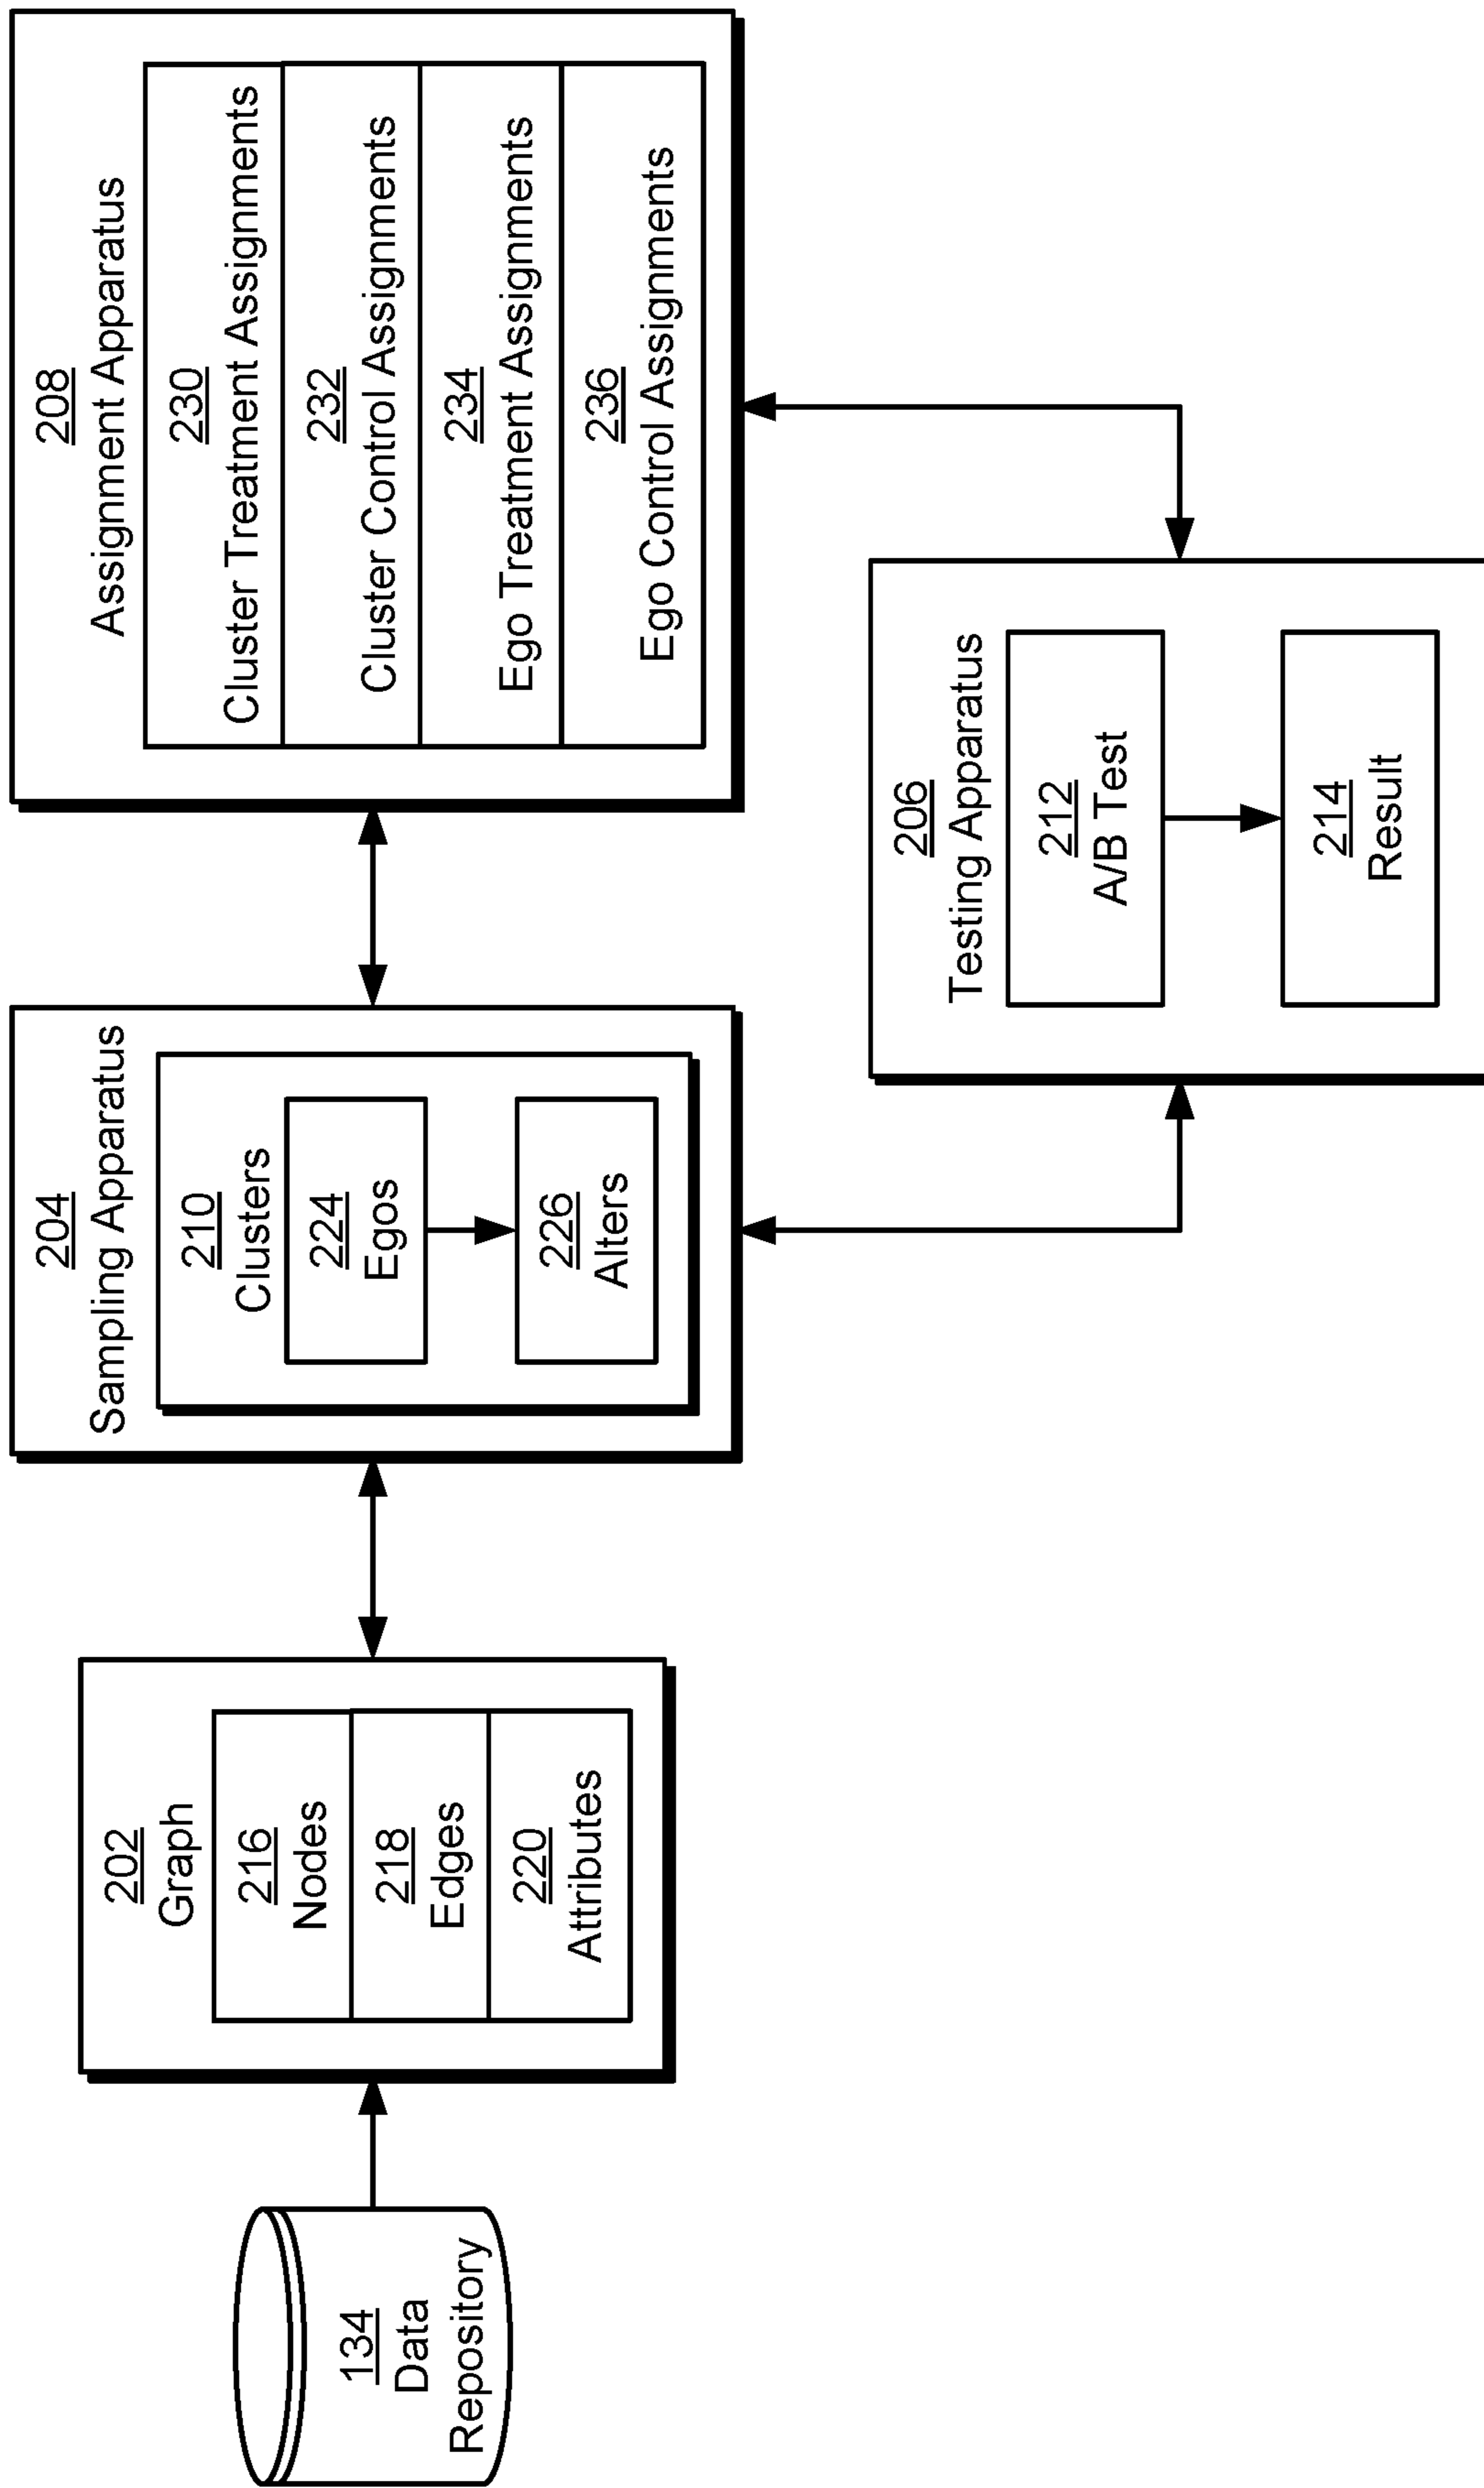 134
Data
Repository
202
Graph
216
Nodes
218
Edges
220
Attributes
204
Sampling Apparatus
210
Clusters
224
Egos
226
Alters
208
Assignment Apparatus
230
Cluster Treatment Assignments
232
Cluster Control Assignments
234
Ego Treatment Assignments
236
Ego Control Assignments
206
Testing Apparatus
212
A/B Test
214
Result